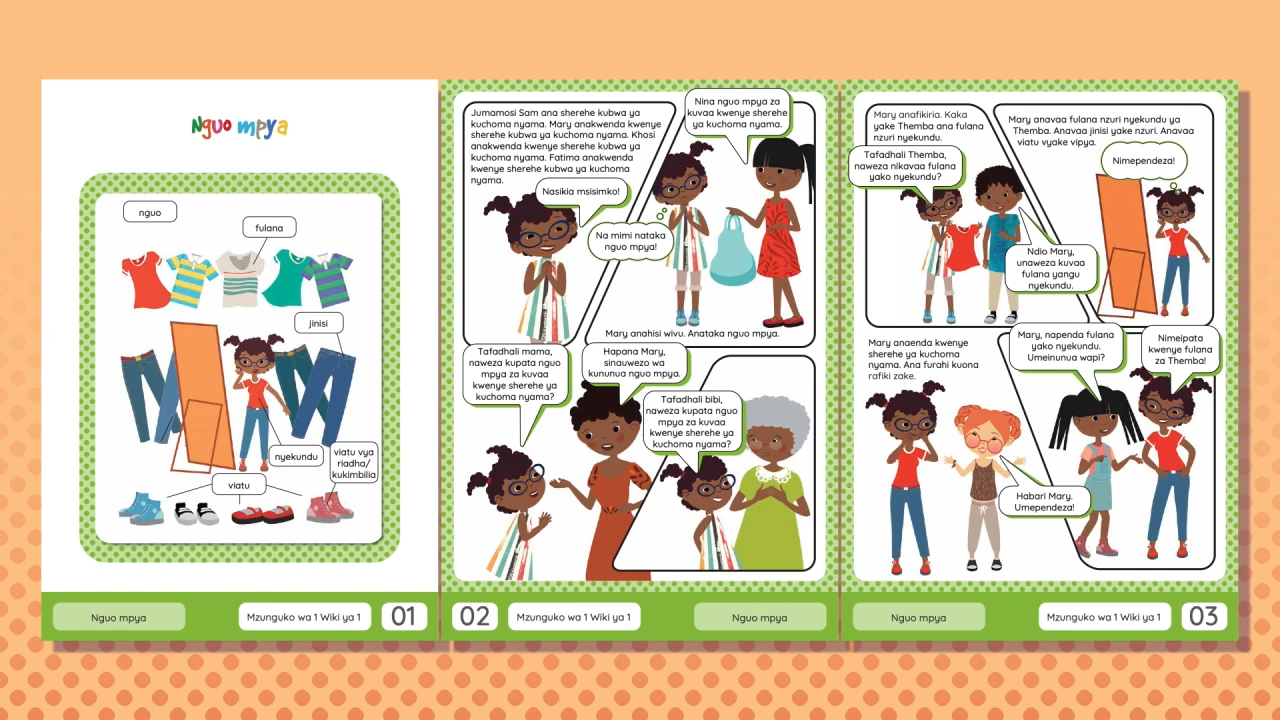 Nguo mpya
nguo
fulana
jinisi
nyekundu
viatu vya
riadha/
kukimbilia
viatu
Nguo mpya
Mzunguko wa 1 Wiki ya 1
01
Jumamosi Sam ana sherehe kubwa ya
kuchoma nyama. Mary anakwenda kwenye
sherehe kubwa ya kuchoma nyama. Khosi
anakwenda kwenye sherehe kubwa ya
kuchoma nyama. Fatima anakwenda
kwenye sherehe kubwa ya kuchoma
nyama.
Nasikia msisimko!
Nina nguo mpya za
kuvaa kwenye sherehe
ya kuchoma nyama.
Na mimi nataka
nguo mpya!
Mary anahisi wivu. Anataka nguo mpya.
Tafadhali mama,
naweza kupata nguo
mpya za kuvaa
kwenye sherehe ya
kuchoma nyama?
Hapana Mary,
sinauwezo wa
kununua nguo mpya.
Tafadhali bibi,
naweza kupata nguo
mpya za kuvaa
kwenye sherehe ya
kuchoma nyama?
02
Mzunguko wa 1 Wiki ya 1
Nguo mpya
Mary anafikiria. Kaka
yake Themba ana fulana
nzuri nyekundu.
Tafadhali Themba,
naweza nikavaa fulana
yako nyekundu?
Ndio Mary,
unaweza kuvaa
fulana yangu
nyekundu.
Mary anavaa fulana nzuri nyekundu ya
Themba. Anavaa jinisi yake nzuri. Anavaa
viatu vyake vipya.
Nimependeza!
Mary anaenda kwenye
sherehe ya kuchoma
nyama. Ana furahi kuona
rafiki zake.
Habari Mary.
Umependeza!
Mary, napenda fulana
yako nyekundu.
Umeinunua wapi?
Nimeipata
kwenye fulana
za Themba!
Nguo mpya
Mzunguko wa 1 Wiki ya 1
03